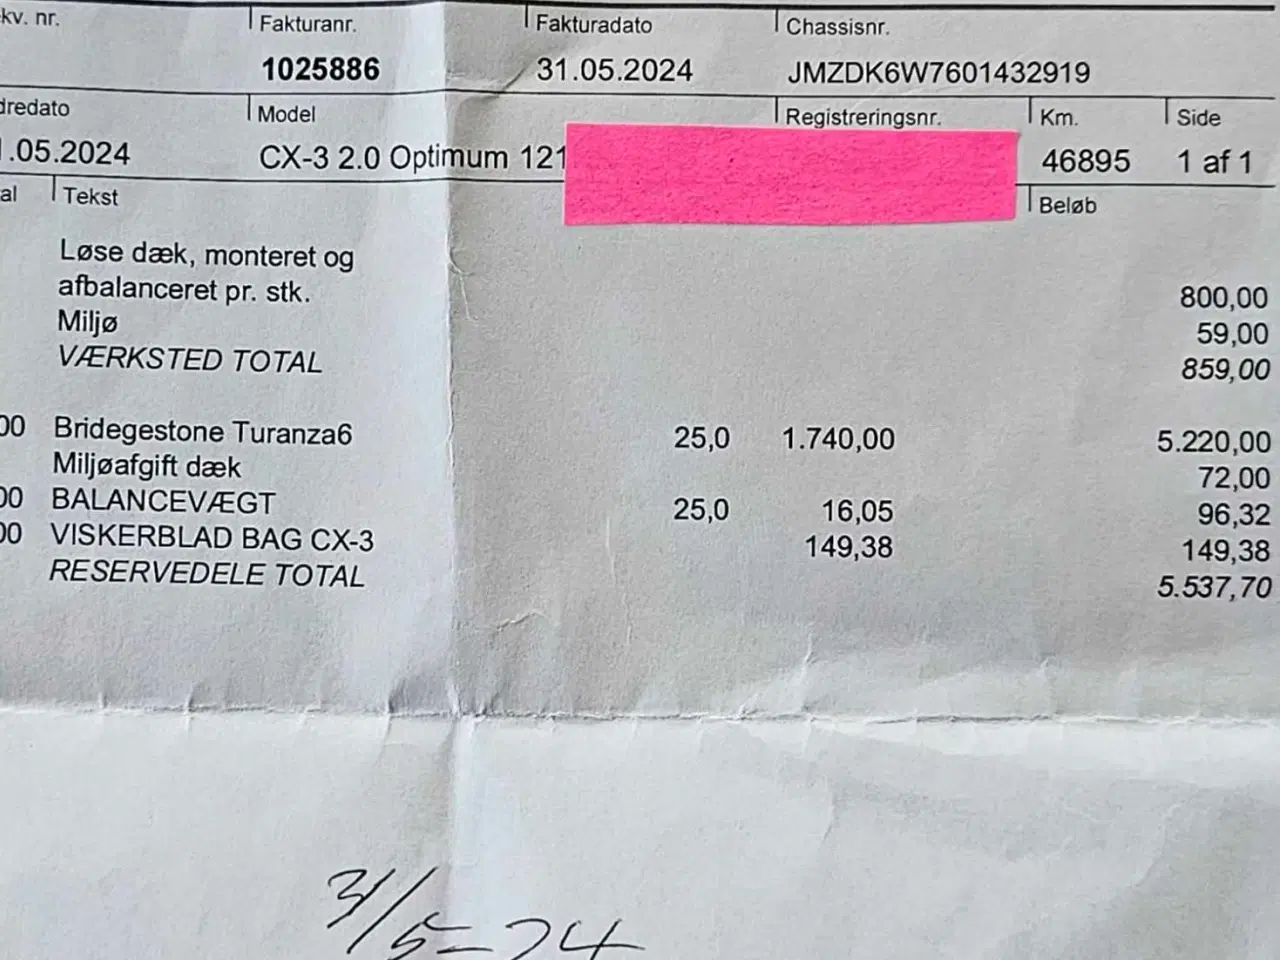 kv. nr. Fakturanr. Fakturadato Chassisnr.
1025886 31.05.2024 JMZDK6W7601432919
dredato Model Registreringsnr. Km. Side
.05.2024 CX-3 2.0 Optimum 121 46895 1 af 1
al Tekst Beløb
Løse dæk, monteret og
afbalanceret pr. stk. 800,00
Miljø 59,00
VÆRKSTED TOTAL 859,00
00 Bridegestone Turanza6 25,0 1.740,00 5.220,00
Miljøafgift dæk 72,00
00 BALANCEVÆGT 25,0 16,05 96,32
00 VISKERBLAD BAG CX-3 149,38 149,38
RESERVEDELE TOTAL 5.537,70
31/5-24